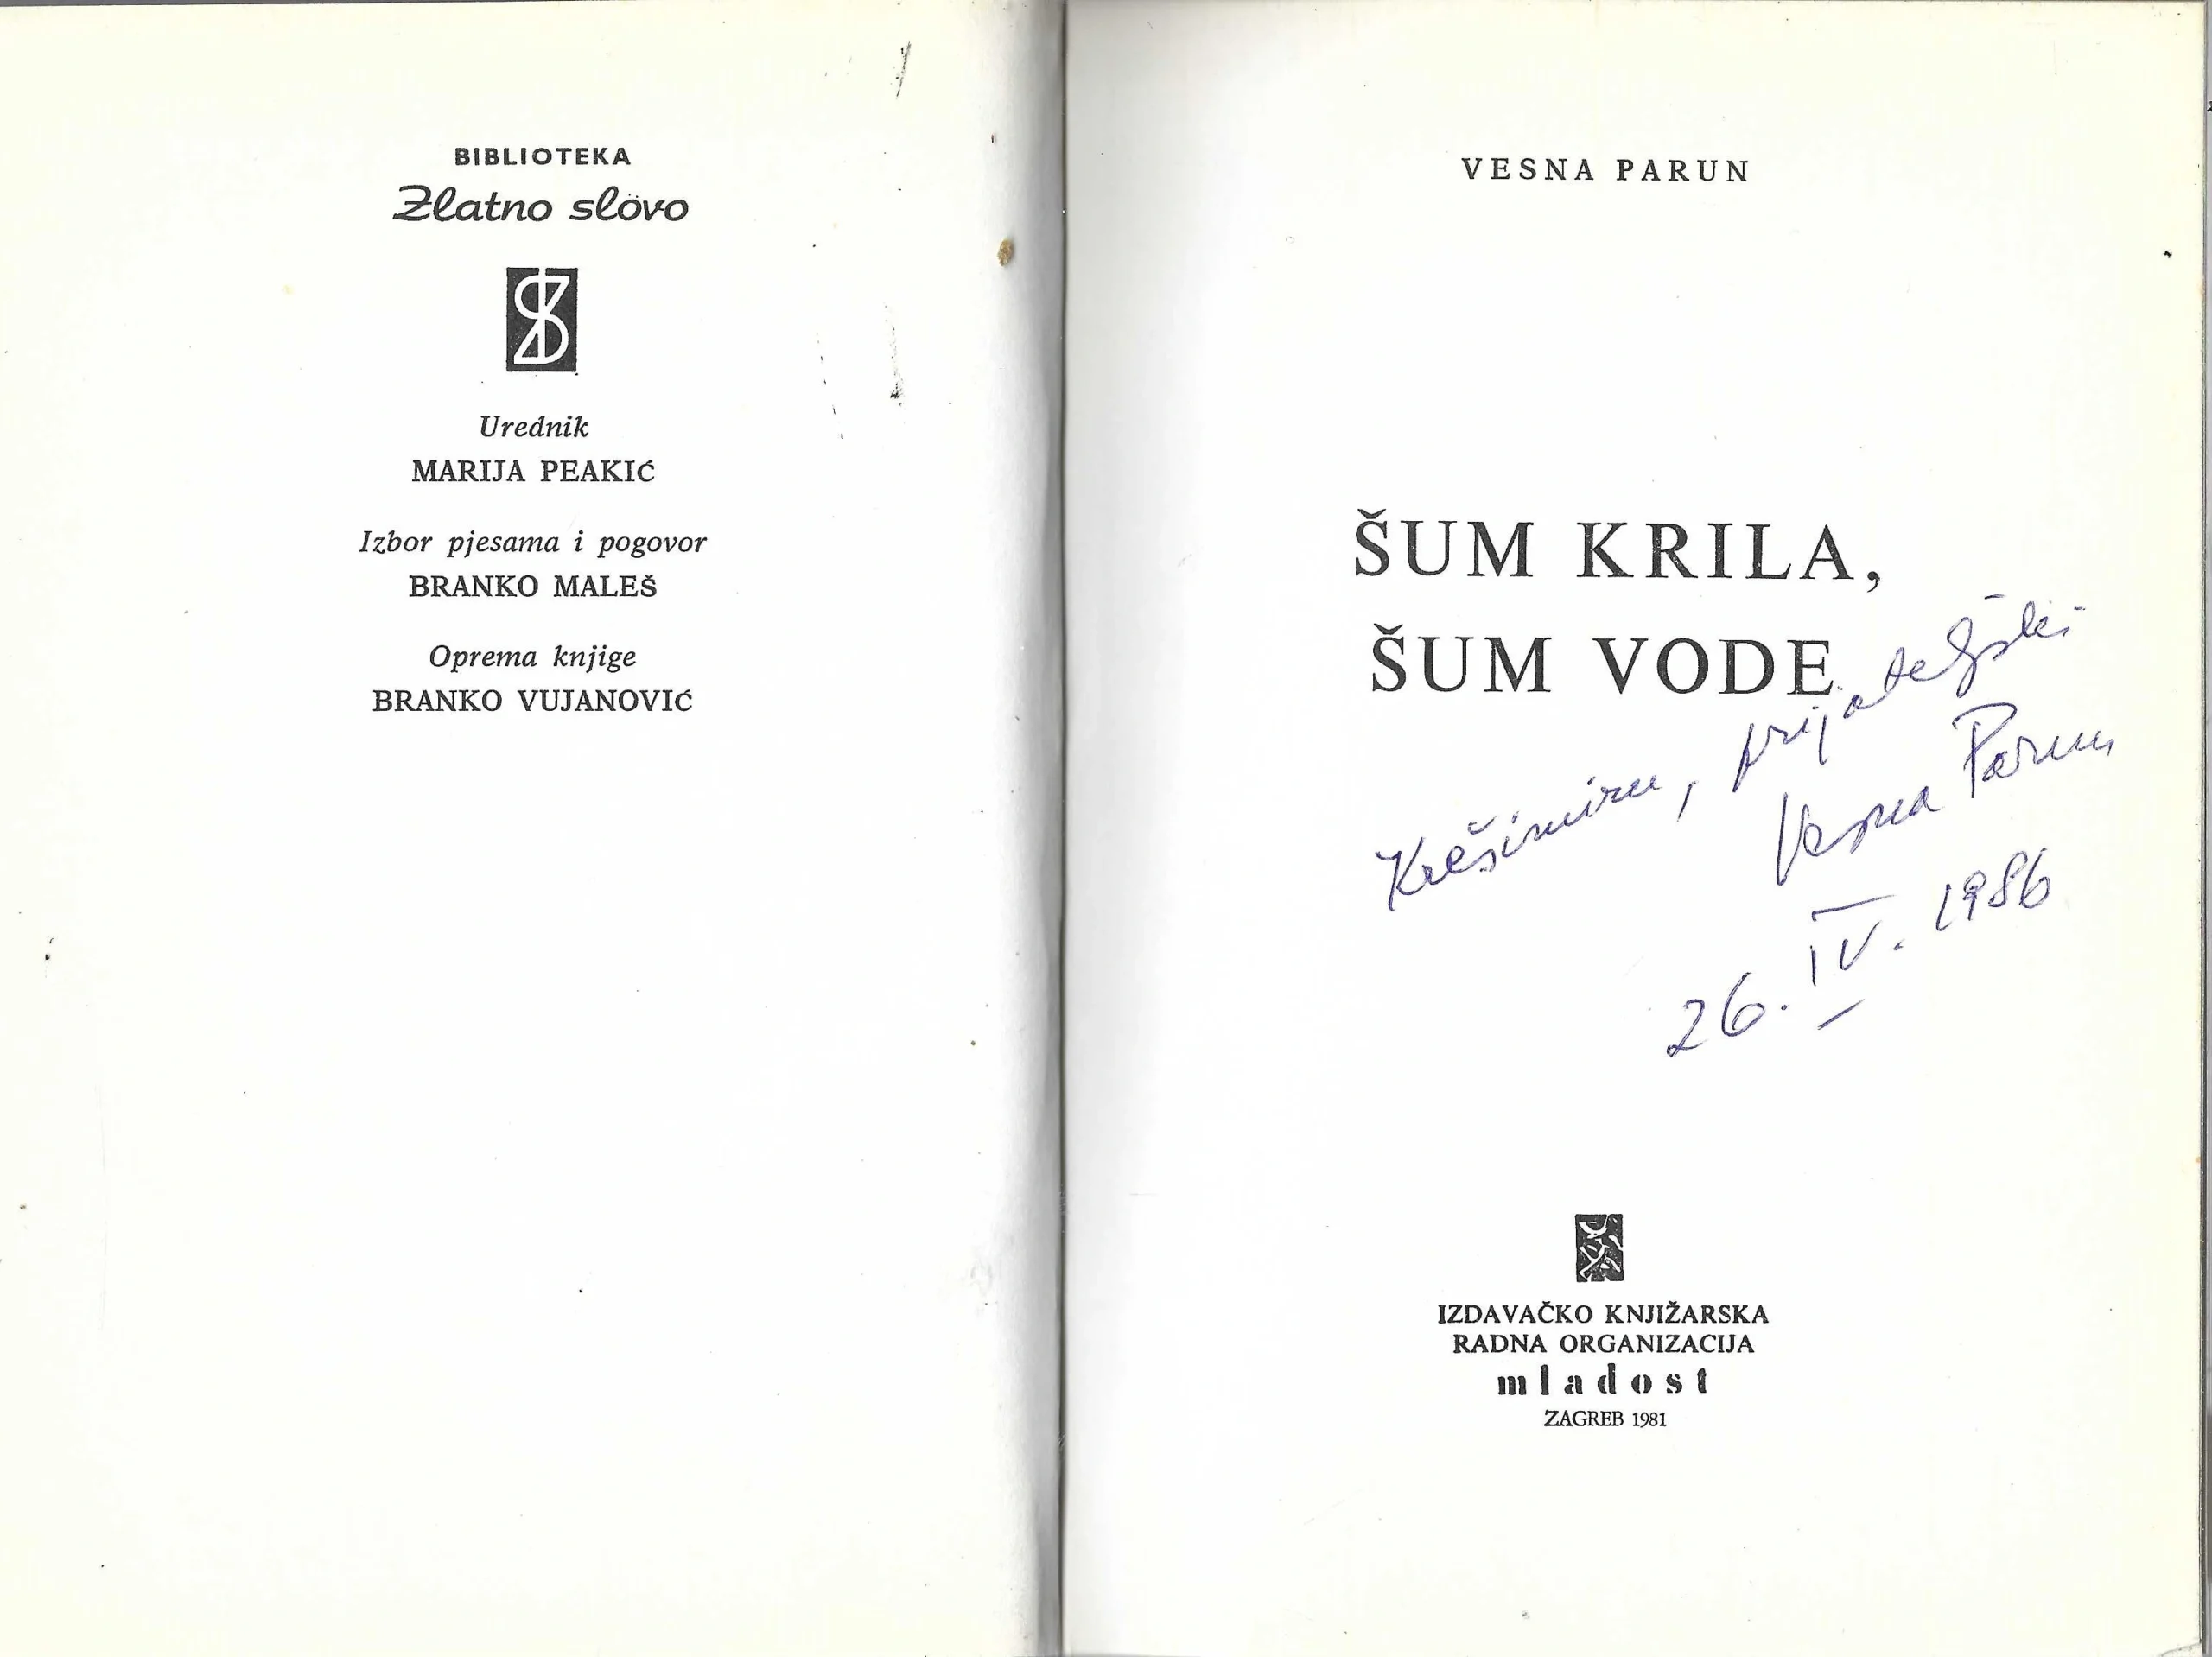 BIBLIOTEKA
Zlatno slovo
Urednik
MARIJA PEAKIĆ
Izbor pjesama i pogovor
BRANKO MALEŠ
Oprema knjige
BRANKO VUJANOVIĆ
VESNA PARUN
ŠUM KRILA,
ŠUM VODE
Krešimiru, prijateljski
Vesna Parun
26. IV. 1986
IZDAVAČKO KNJIŽARSKA
RADNA ORGANIZACIJA
mladost
ZAGREB 1981